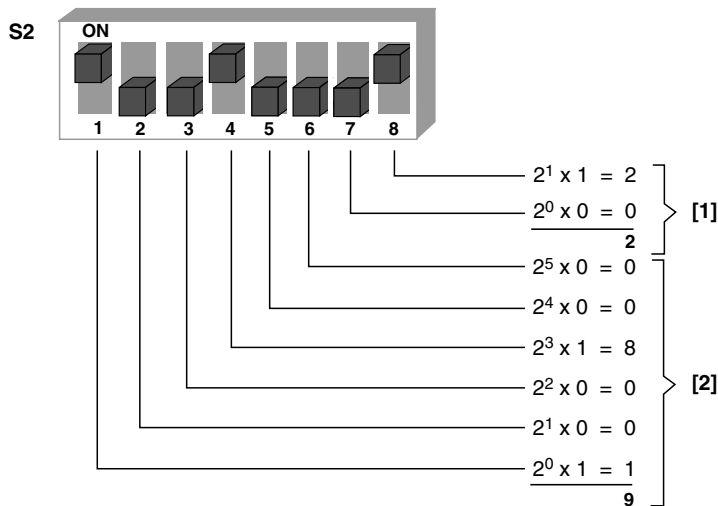 S2 ON
1 2 3 4 5 6 7 8
2¹ x 1 = 2
2⁰ x 0 = 0
2
[1]
2⁵ x 0 = 0
2⁴ x 0 = 0
2³ x 1 = 8
2² x 0 = 0
2¹ x 0 = 0
2⁰ x 1 = 1
9
[2]